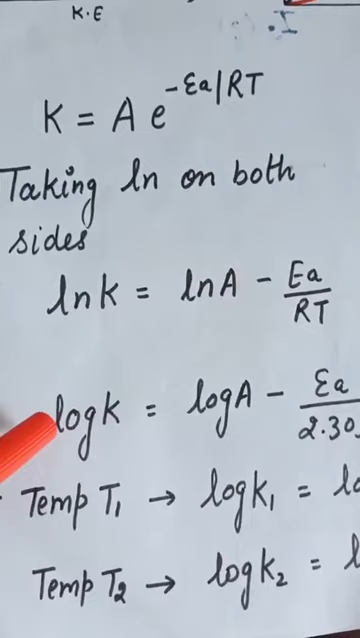 K.E
.I
K = A e^-Ea/RT
Taking ln on both
sides
lnK = lnA - Ea/RT
logK = logA - Ea/2.30
Temp T₁ → logK₁ =
Temp T₂ → logK₂ =